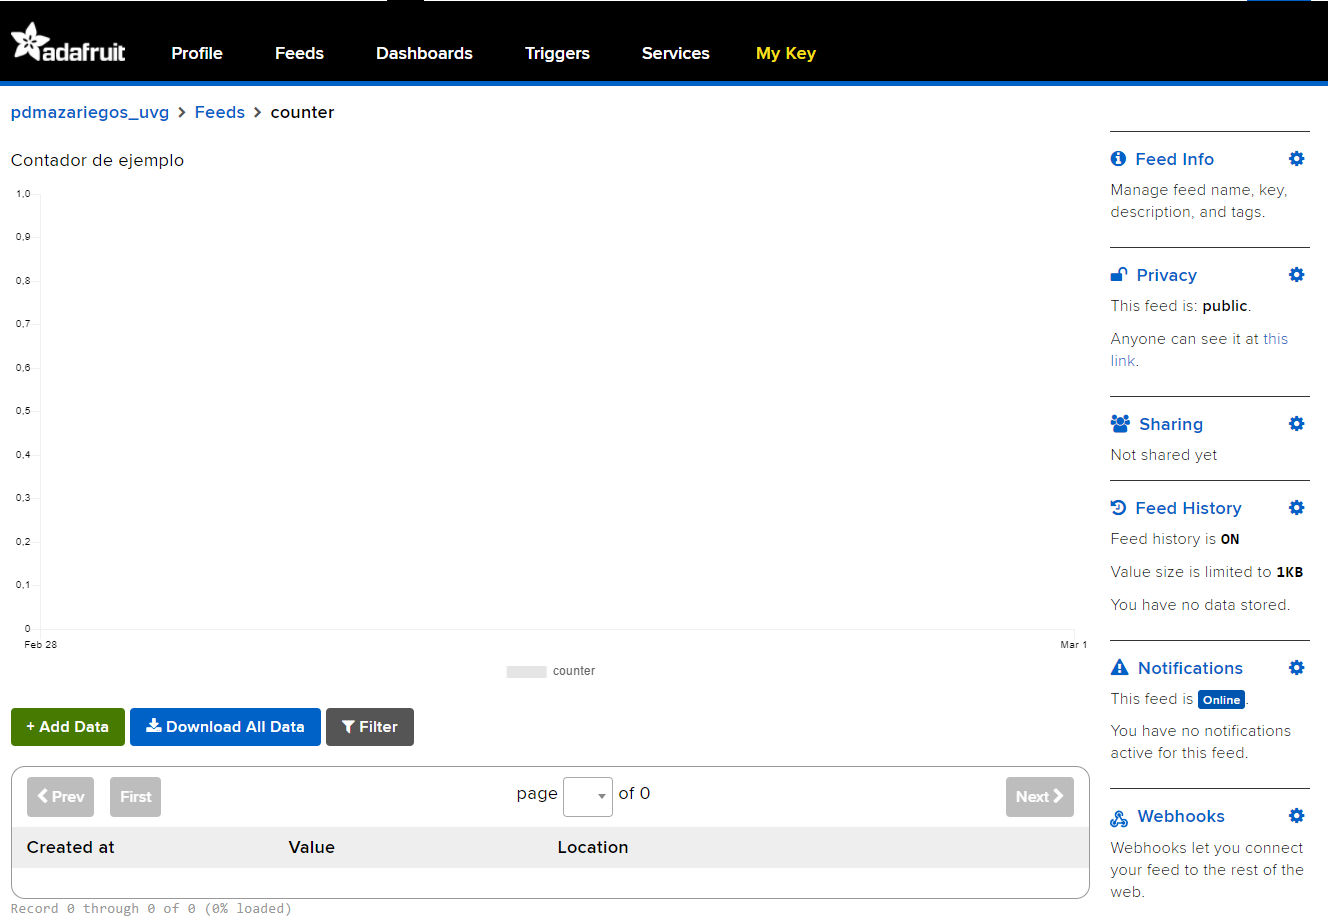 adafruit Profile Feeds Dashboards Triggers Services My Key
pdmazariegos_uvg > Feeds > counter
Contador de ejemplo
1,0
0,9
0,8
0,7
0,6
0,5
0,4
0,3
0,2
0,1
0
Feb 28 Mar 1
counter
+ Add Data Download All Data Filter
Prev First page of 0 Next
Created at Value Location
Record 0 through 0 of 0 (0% loaded)
Feed Info
Manage feed name, key,
description, and tags.
Privacy
This feed is: public.
Anyone can see it at this
link.
Sharing
Not shared yet
Feed History
Feed history is ON
Value size is limited to 1KB
You have no data stored.
Notifications
This feed is Online.
You have no notifications
active for this feed.
Webhooks
Webhooks let you connect
your feed to the rest of the
web.